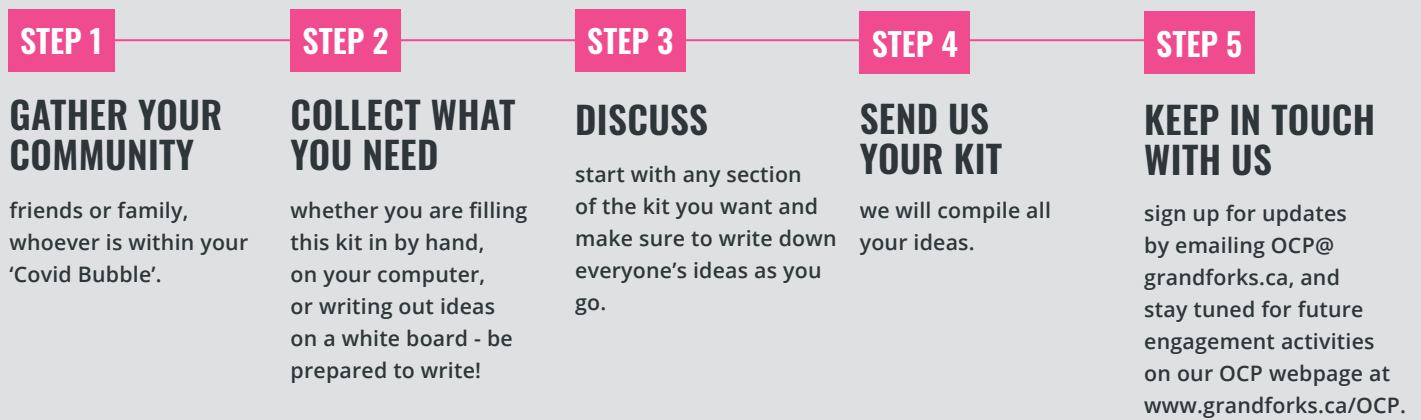 STEP 1
GATHER YOUR
COMMUNITY
friends or family,
whoever is within your
‘Covid Bubble’.
STEP 2
COLLECT WHAT
YOU NEED
whether you are filling
this kit in by hand,
on your computer,
or writing out ideas
on a white board - be
prepared to write!
STEP 3
DISCUSS
start with any section
of the kit you want and
make sure to write down
everyone’s ideas as you
go.
STEP 4
SEND US
YOUR KIT
we will compile all
your ideas.
STEP 5
KEEP IN TOUCH
WITH US
sign up for updates
by emailing OCP@
grandforks.ca, and
stay tuned for future
engagement activities
on our OCP webpage at
www.grandforks.ca/OCP.